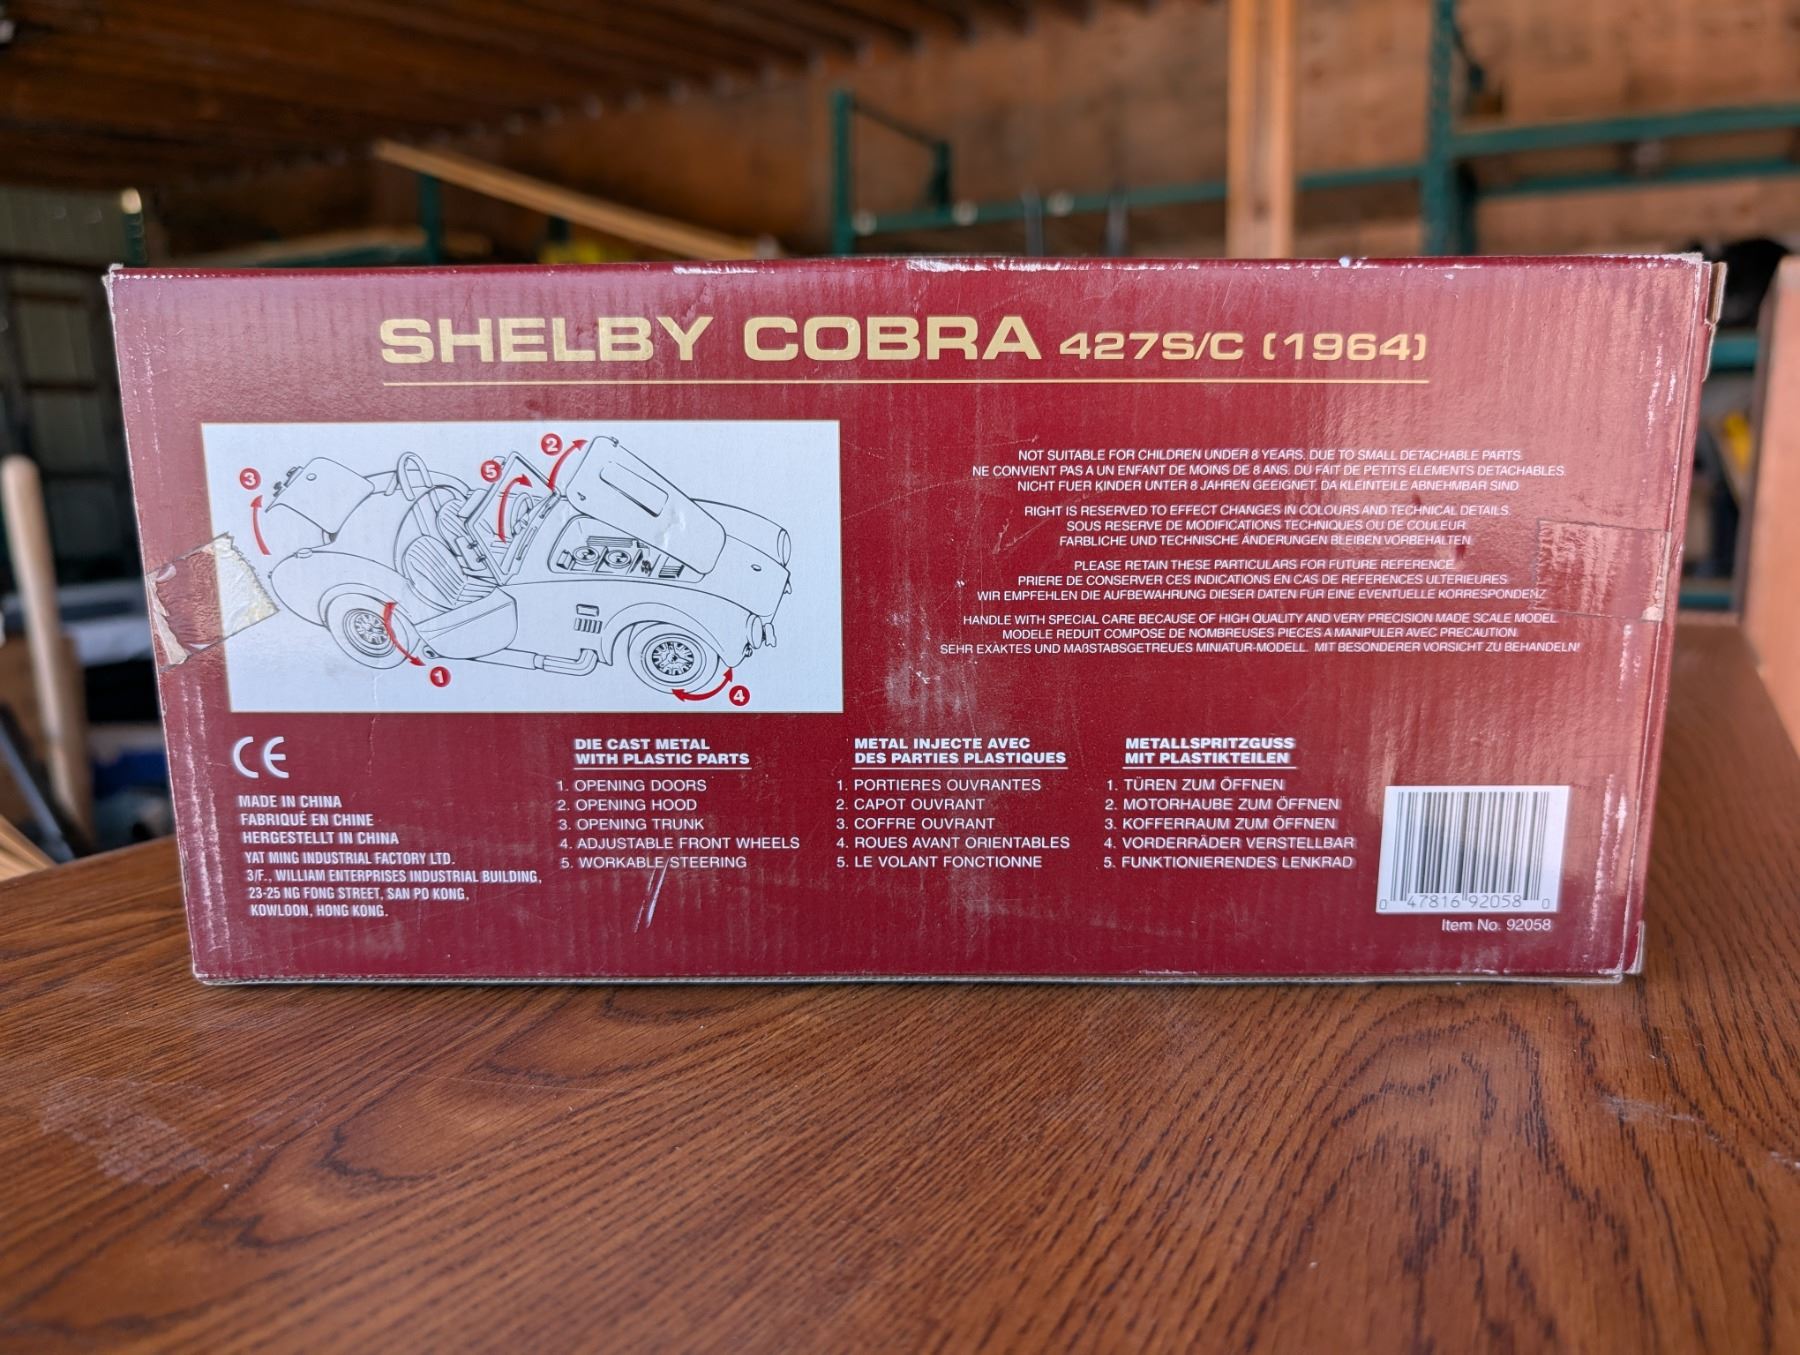 SHELBY COBRA 427S/C (1964)
3
5
2
1
4
NOT SUITABLE FOR CHILDREN UNDER 8 YEARS, DUE TO SMALL DETACHABLE PARTS.
NE CONVIENT PAS A UN ENFANT DE MOINS DE 8 ANS. DU FAIT DE PETITS ELEMENTS DETACHABLES.
NICHT FUER KINDER UNTER 8 JAHREN GEEIGNET. DA KLEINTEILE ABNEHMBAR SIND
RIGHT IS RESERVED TO EFFECT CHANGES IN COLOURS AND TECHNICAL DETAILS.
SOUS RESERVE DE MODIFICATIONS TECHNIQUES OU DE COULEUR.
FARBLICHE UND TECHNISCHE ÄNDERUNGEN BLEIBEN VORBEHALTEN
PLEASE RETAIN THESE PARTICULARS FOR FUTURE REFERENCE.
PRIERE DE CONSERVER CES INDICATIONS EN CAS DE REFERENCES ULTERIEURES
WIR EMPFEHLEN DIE AUFBEWAHRUNG DIESER DATEN FÜR EINE EVENTUELLE KORRESPONDENZ
HANDLE WITH SPECIAL CARE BECAUSE OF HIGH QUALITY AND VERY PRECISION MADE SCALE MODEL.
MODELE REDUIT COMPOSE DE NOMBREUSES PIECES A MANIPULER AVEC PRECAUTION.
SEHR EXAKTES UND MAßSTABSGETREUES MINIATUR-MODELL. MIT BESONDERER VORSICHT ZU BEHANDELN!
CE
MADE IN CHINA
FABRIQUÉ EN CHINE
HERGESTELLT IN CHINA
YAT MING INDUSTRIAL FACTORY LTD.
3/F., WILLIAM ENTERPRISES INDUSTRIAL BUILDING,
23-25 NG FONG STREET, SAN PO KONG,
KOWLOON, HONG KONG.
DIE CAST METAL
WITH PLASTIC PARTS
1. OPENING DOORS
2. OPENING HOOD
3. OPENING TRUNK
4. ADJUSTABLE FRONT WHEELS
5. WORKABLE STEERING
METAL INJECTE AVEC
DES PARTIES PLASTIQUES
1. PORTIERES OUVRANTES
2. CAPOT OUVRANT
3. COFFRE OUVRANT
4. ROUES AVANT ORIENTABLES
5. LE VOLANT FONCTIONNE
METALLSPRITZGUSS
MIT PLASTIKTEILEN
1. TÜREN ZUM ÖFFNEN
2. MOTORHAUBE ZUM ÖFFNEN
3. KOFFERRAUM ZUM ÖFFNEN
4. VORDERRÄDER VERSTELLBAR
5. FUNKTIONIERENDES LENKRAD
0 47816 92058 0
Item No. 92058